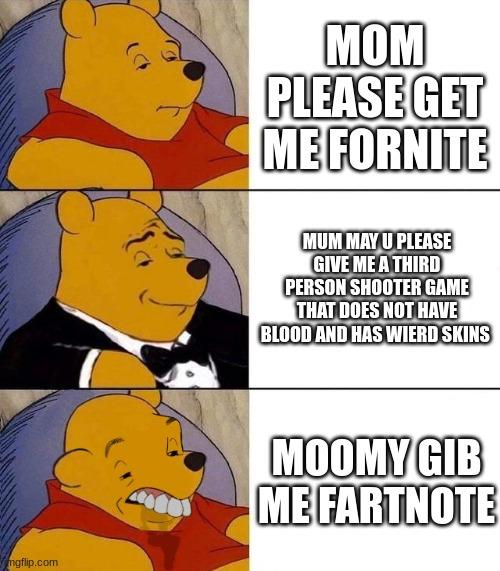 MOM
PLEASE GET
ME FORNITE
MUM MAY U PLEASE
GIVE ME A THIRD
PERSON SHOOTER GAME
THAT DOES NOT HAVE
BLOOD AND HAS WIERD SKINS
MOOMY GIB
ME FARTNOTE
imgflip.com